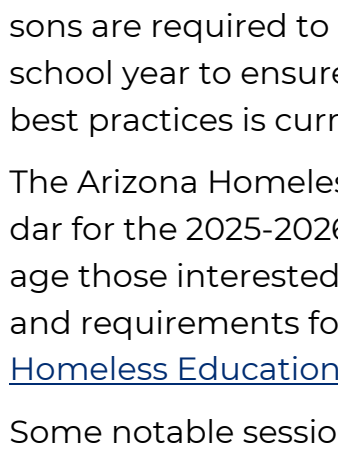 sons are required to
school year to ensure
best practices is curr
The Arizona Homeles
dar for the 2025-2026
age those interested
and requirements fo
Homeless Education
Some notable sessio